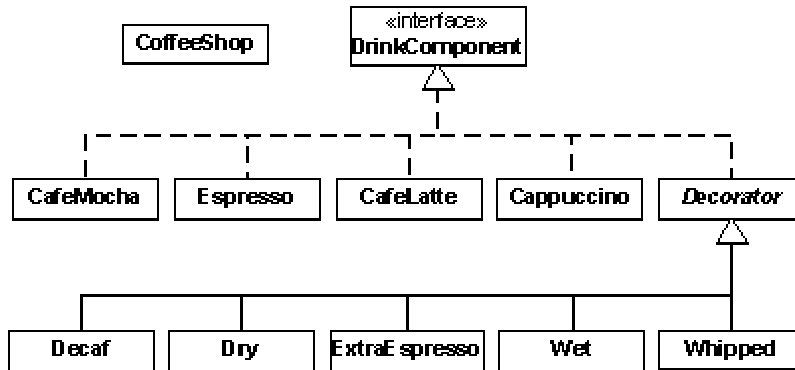 CoffeeShop
«interface»
DrinkComponent
CafeMocha
Espresso
CafeLatte
Cappuccino
Decorator
Decaf
Dry
ExtraEspresso
Wet
Whipped